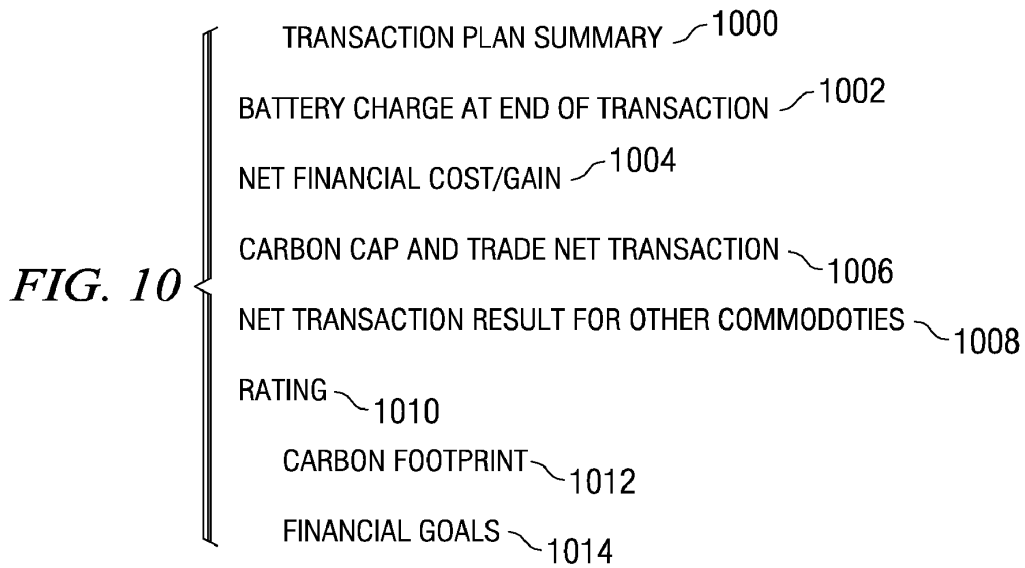 TRANSACTION PLAN SUMMARY 1000
BATTERY CHARGE AT END OF TRANSACTION 1002
NET FINANCIAL COST/GAIN 1004
CARBON CAP AND TRADE NET TRANSACTION 1006
FIG. 10
NET TRANSACTION RESULT FOR OTHER COMMODOTIES 1008
RATING 1010
CARBON FOOTPRINT 1012
FINANCIAL GOALS 1014